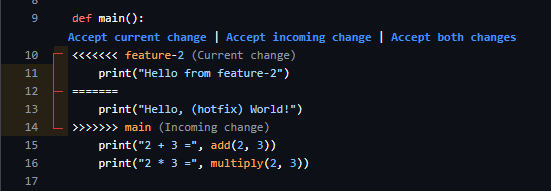 9 def main():
Accept current change | Accept incoming change | Accept both changes
10 <<<<<<< feature-2 (Current change)
11     print("Hello from feature-2")
12 =======
13     print("Hello, (hotfix) World!")
14 >>>>>>> main (Incoming change)
15     print("2 + 3 =", add(2, 3))
16     print("2 * 3 =", multiply(2, 3))
17